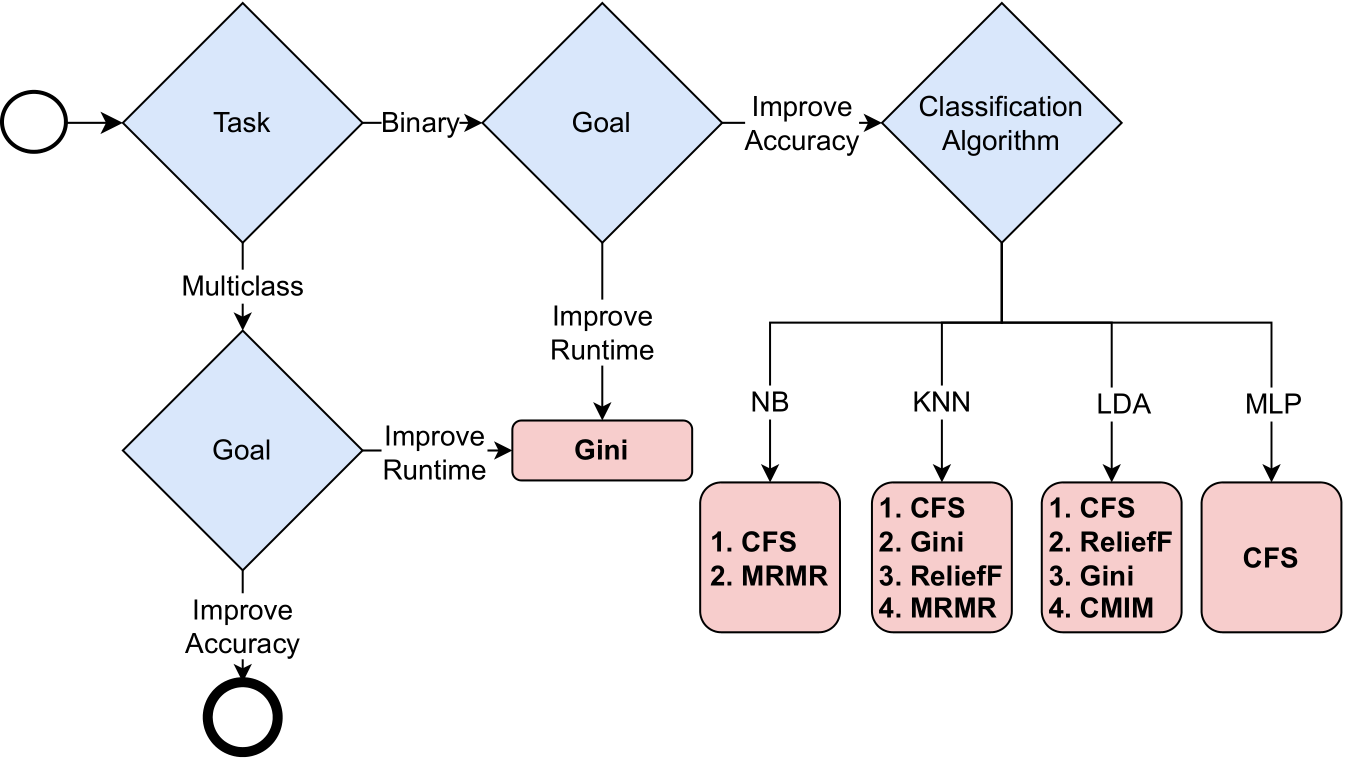 Task
Binary
Goal
Improve
Accuracy
Classification
Algorithm
Multiclass
Improve
Runtime
Goal
Improve
Runtime
Gini
NB
KNN
LDA
MLP
1. CFS
2. MRMR
1. CFS
2. Gini
3. ReliefF
4. MRMR
1. CFS
2. ReliefF
3. Gini
4. CMIM
CFS
Improve
Accuracy